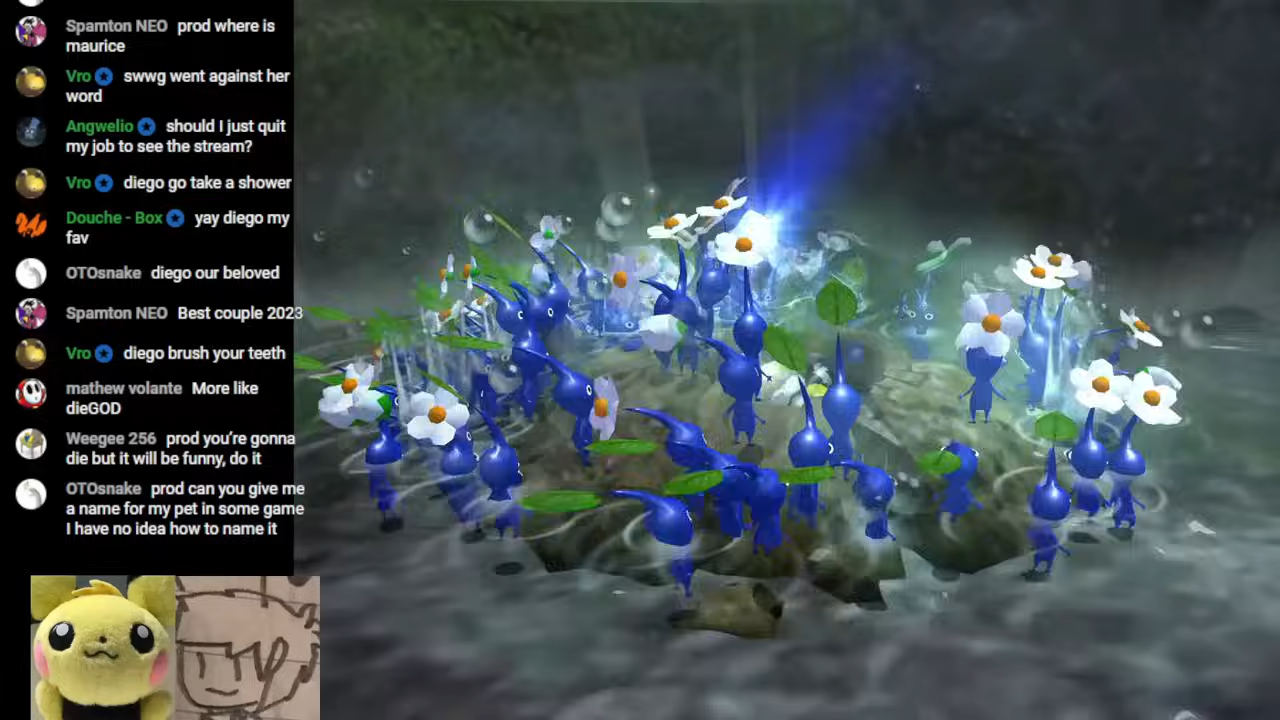 Spamton NEO prod where is
maurice
Vro swwg went against her
word
Angwelio should I just quit
my job to see the stream?
Vro diego go take a shower
Douche - Box yay diego my
fav
OTOsnake diego our beloved
Spamton NEO Best couple 2023
Vro diego brush your teeth
mathew volante More like
dieGOD
Weegee 256 prod you’re gonna
die but it will be funny, do it
OTOsnake prod can you give me
a name for my pet in some game
I have no idea how to name it